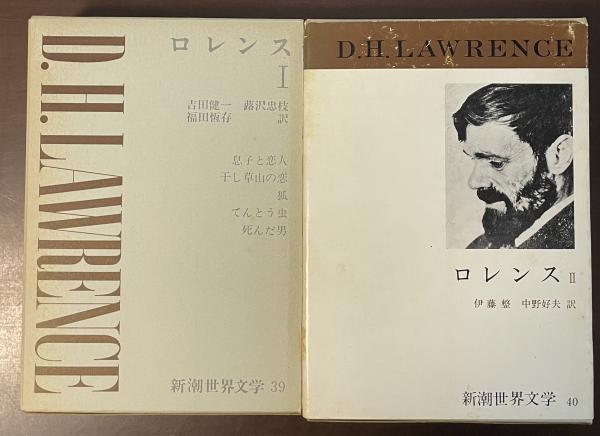 D.H.LAWRENCE
ロレンス
I
吉田健一 蕗沢忠枝
福田恆存 訳
息子と恋人
干し草山の恋
狐
てんとう虫
死んだ男
新潮世界文学 39
D.H.LAWRENCE
ロレンス II
伊藤整 中野好夫 訳
新潮世界文学 40